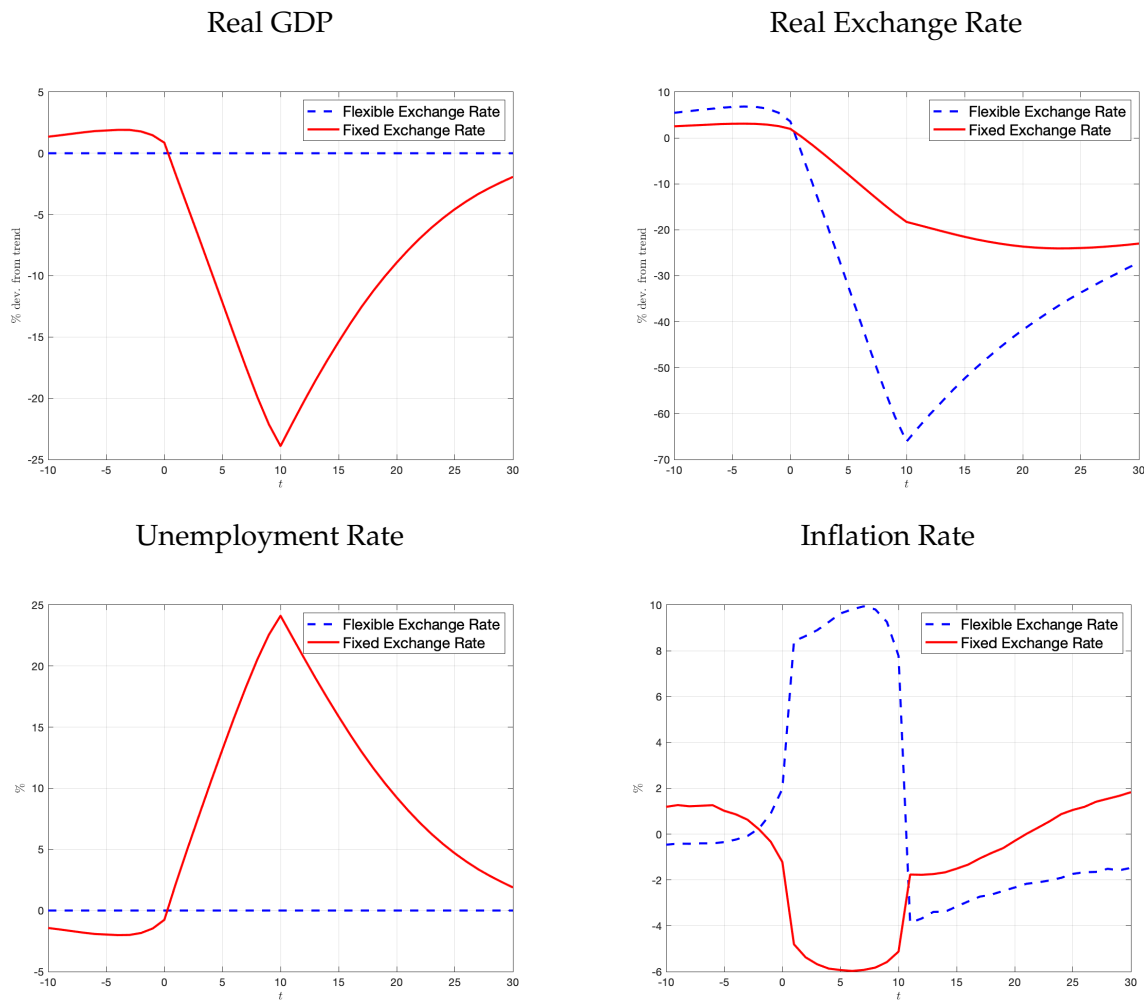 Real GDP
5
0
-5
-10
-15
-20
-25
% dev. from trend
-10 -5 0 5 10 15 20 25 30
t
Flexible Exchange Rate
Fixed Exchange Rate
Real Exchange Rate
10
0
-10
-20
-30
-40
-50
-60
-70
% dev. from trend
-10 -5 0 5 10 15 20 25 30
t
Flexible Exchange Rate
Fixed Exchange Rate
Unemployment Rate
25
20
15
10
5
0
-5
%
-10 -5 0 5 10 15 20 25 30
t
Flexible Exchange Rate
Fixed Exchange Rate
Inflation Rate
10
8
6
4
2
0
-2
-4
-6
%
-10 -5 0 5 10 15 20 25 30
t
Flexible Exchange Rate
Fixed Exchange Rate